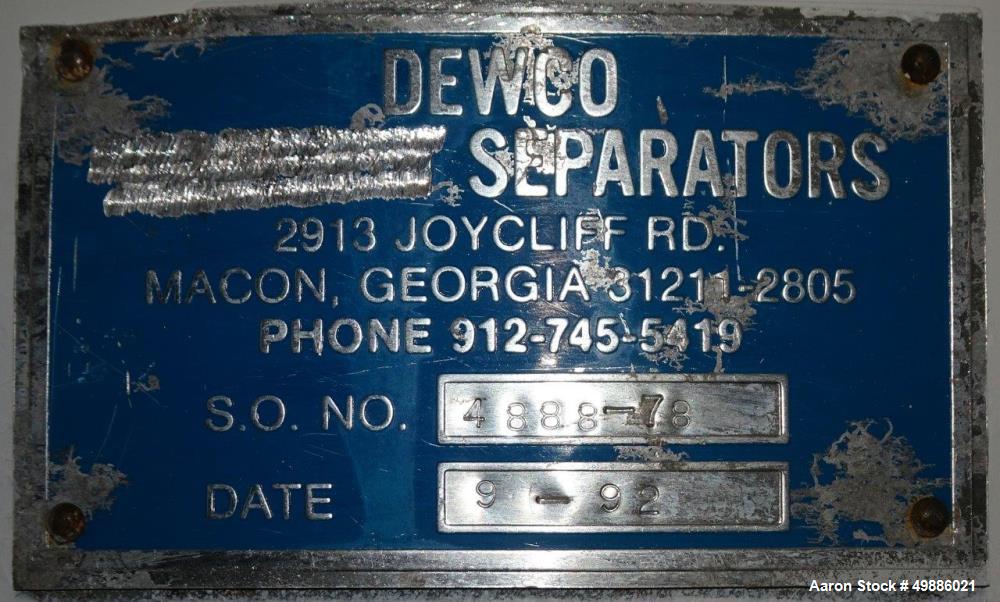 DEWCO
SEPARATORS
2913 JOYCLIFF RD.
MACON, GEORGIA 31211-2805
PHONE 912-745-5419
S.O. NO. 4888-78
DATE 9-92
Aaron Stock # 49886021